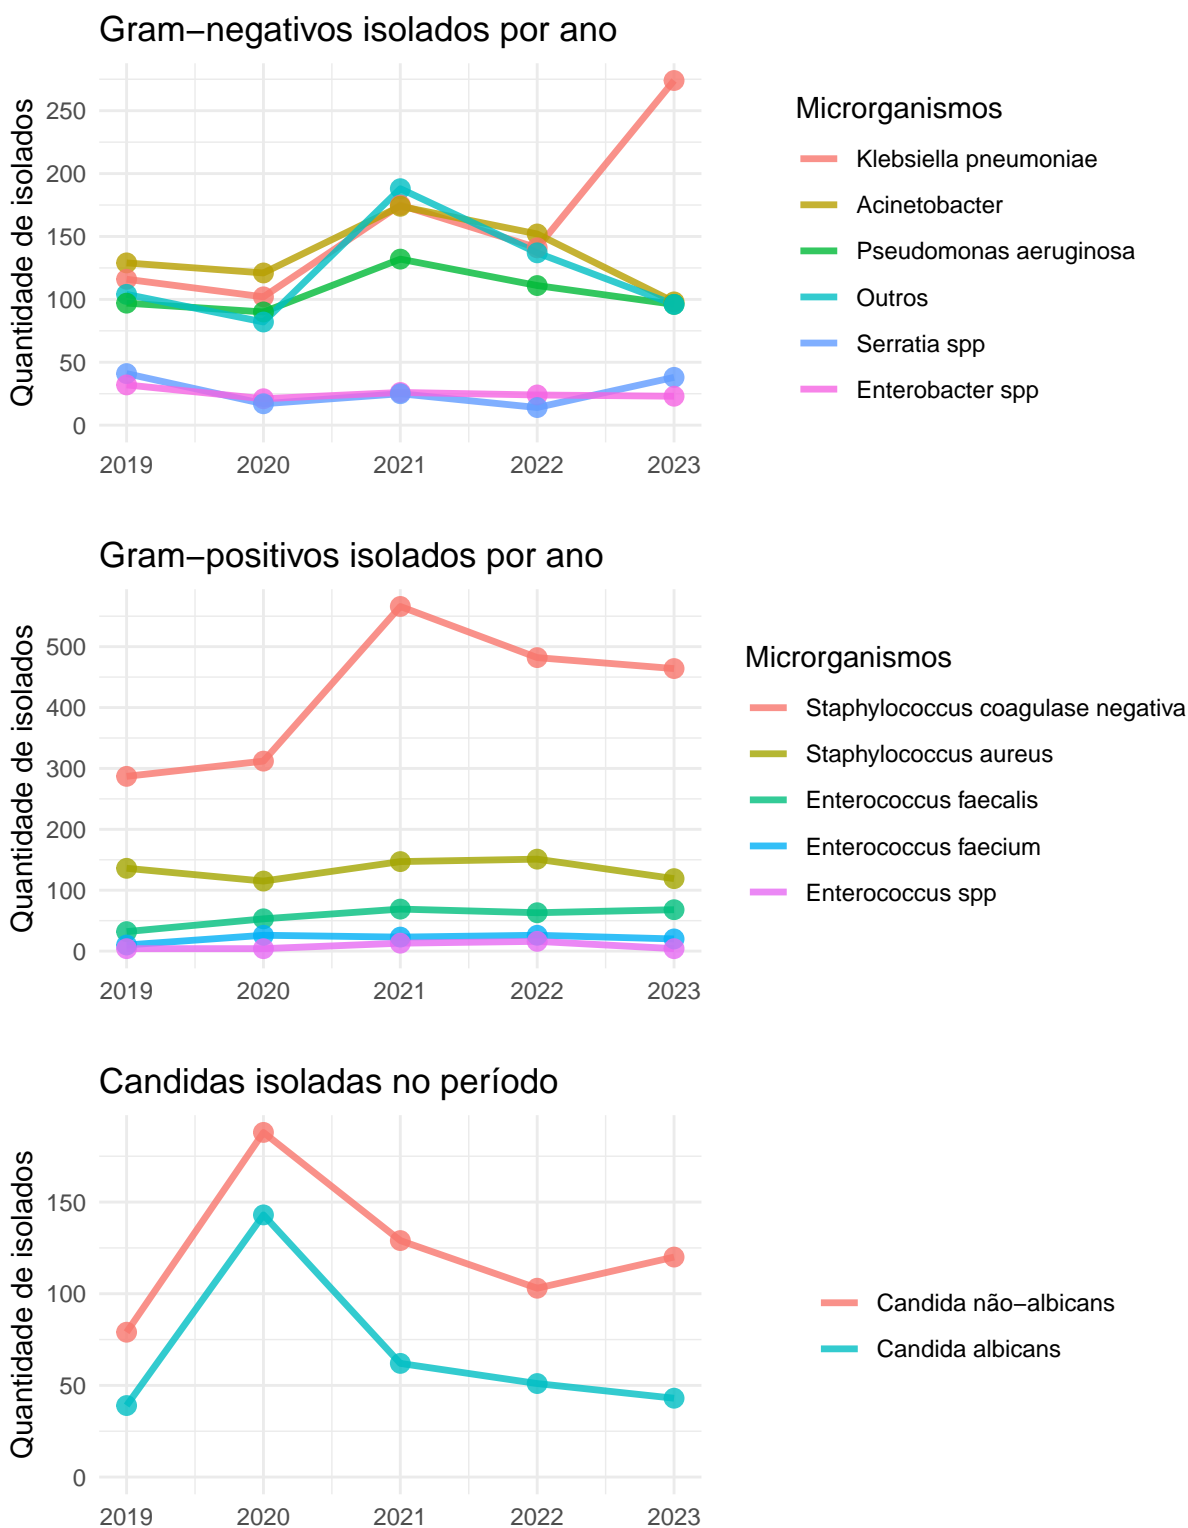 Gram−negativos isolados por ano
Quantidade de isolados
250
200
150
100
50
0
2019 2020 2021 2022 2023
Microrganismos
Klebsiella pneumoniae
Acinetobacter
Pseudomonas aeruginosa
Outros
Serratia spp
Enterobacter spp
Gram−positivos isolados por ano
Quantidade de isolados
500
400
300
200
100
0
2019 2020 2021 2022 2023
Microrganismos
Staphylococcus coagulase negativa
Staphylococcus aureus
Enterococcus faecalis
Enterococcus faecium
Enterococcus spp
Candidas isoladas no período
Quantidade de isolados
150
100
50
0
2019 2020 2021 2022 2023
Candida não−albicans
Candida albicans